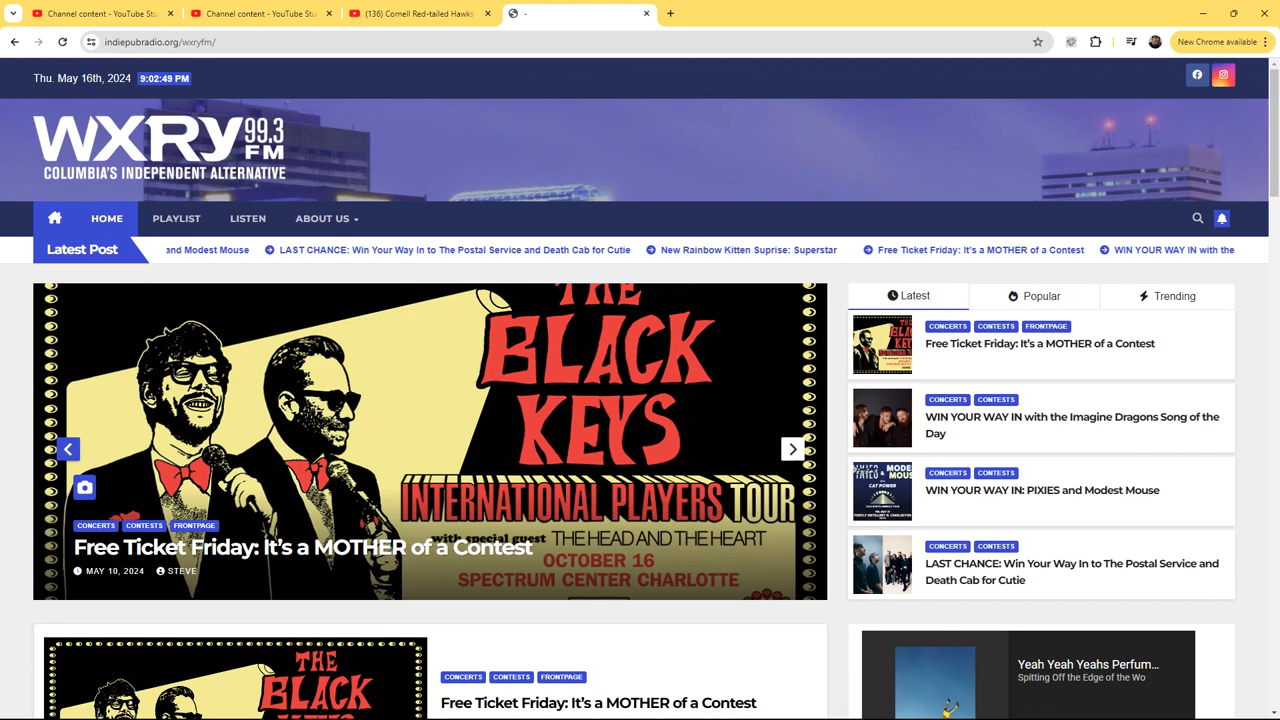 Channel content - YouTube Stu
Channel content - YouTube Stu
(136) Cornell Red-tailed Hawks
-
indiepubradio.org/wxryfm/
New Chrome available
Thu. May 16th, 2024 9:02:49 PM
WXRY 99.3 FM
COLUMBIA'S INDEPENDENT ALTERNATIVE
HOME PLAYLIST LISTEN ABOUT US
Latest Post
and Modest Mouse
LAST CHANCE: Win Your Way In to The Postal Service and Death Cab for Cutie
New Rainbow Kitten Suprise: Superstar
Free Ticket Friday: It's a MOTHER of a Contest
WIN YOUR WAY IN with the
THE
BLACK
KEYS
INTERNATIONAL PLAYERS TOUR
with special guest THE HEAD AND THE HEART
OCTOBER 16
SPECTRUM CENTER CHARLOTTE
CONCERTS CONTESTS FRONTPAGE
Free Ticket Friday: It's a MOTHER of a Contest
MAY 10, 2024 STEVE
Latest Popular Trending
CONCERTS CONTESTS FRONTPAGE
Free Ticket Friday: It's a MOTHER of a Contest
CONCERTS CONTESTS
WIN YOUR WAY IN with the Imagine Dragons Song of the
Day
CONCERTS CONTESTS
WIN YOUR WAY IN: PIXIES and Modest Mouse
CONCERTS CONTESTS
LAST CHANCE: Win Your Way In to The Postal Service and
Death Cab for Cutie
THE
BLACK
CONCERTS CONTESTS FRONTPAGE
Free Ticket Friday: It's a MOTHER of a Contest
Yeah Yeah Yeahs Perfum...
Spitting Off the Edge of the Wo